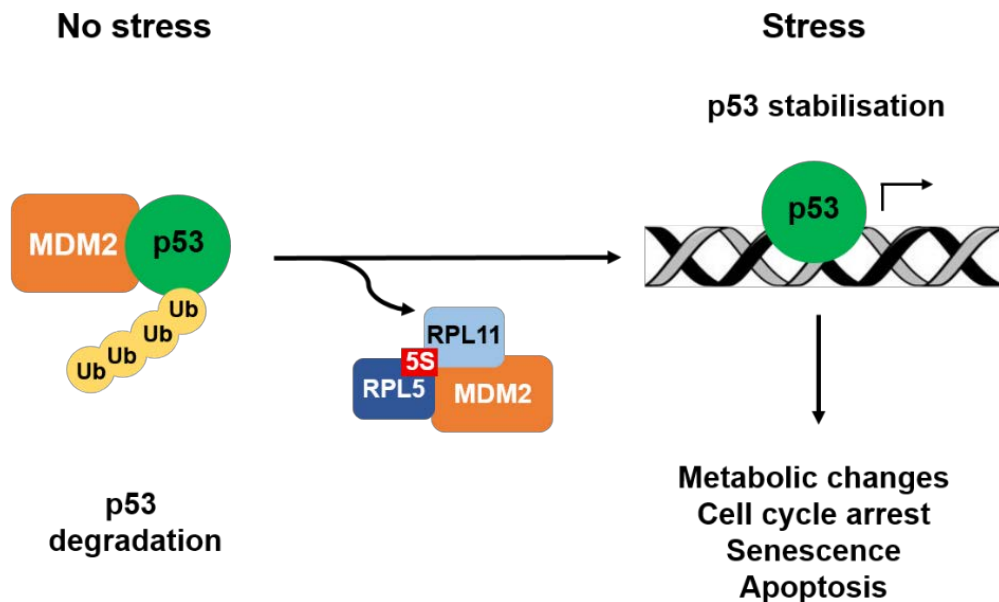 No stress
Stress
p53 stabilisation
MDM2
p53
Ub
Ub
Ub
Ub
p53
RPL11
5S
RPL5
MDM2
p53
degradation
Metabolic changes
Cell cycle arrest
Senescence
Apoptosis